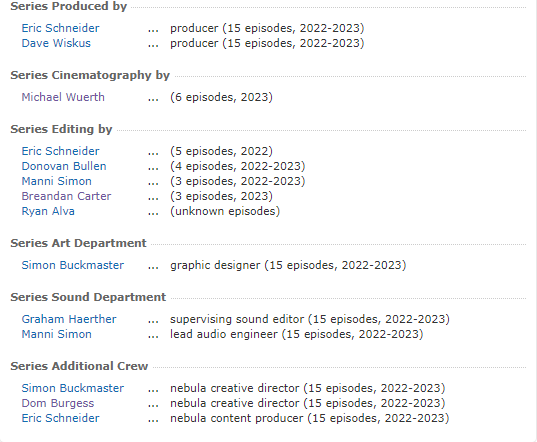 Series Produced by
Eric Schneider ... producer (15 episodes, 2022-2023)
Dave Wiskus ... producer (15 episodes, 2022-2023)
Series Cinematography by
Michael Wuerth ... (6 episodes, 2023)
Series Editing by
Eric Schneider ... (5 episodes, 2022)
Donovan Bullen ... (4 episodes, 2022-2023)
Manni Simon ... (3 episodes, 2022-2023)
Breandan Carter ... (3 episodes, 2023)
Ryan Alva ... (unknown episodes)
Series Art Department
Simon Buckmaster ... graphic designer (15 episodes, 2022-2023)
Series Sound Department
Graham Haerther ... supervising sound editor (15 episodes, 2022-2023)
Manni Simon ... lead audio engineer (15 episodes, 2022-2023)
Series Additional Crew
Simon Buckmaster ... nebula creative director (15 episodes, 2022-2023)
Dom Burgess ... nebula creative director (15 episodes, 2022-2023)
Eric Schneider ... nebula content producer (15 episodes, 2022-2023)